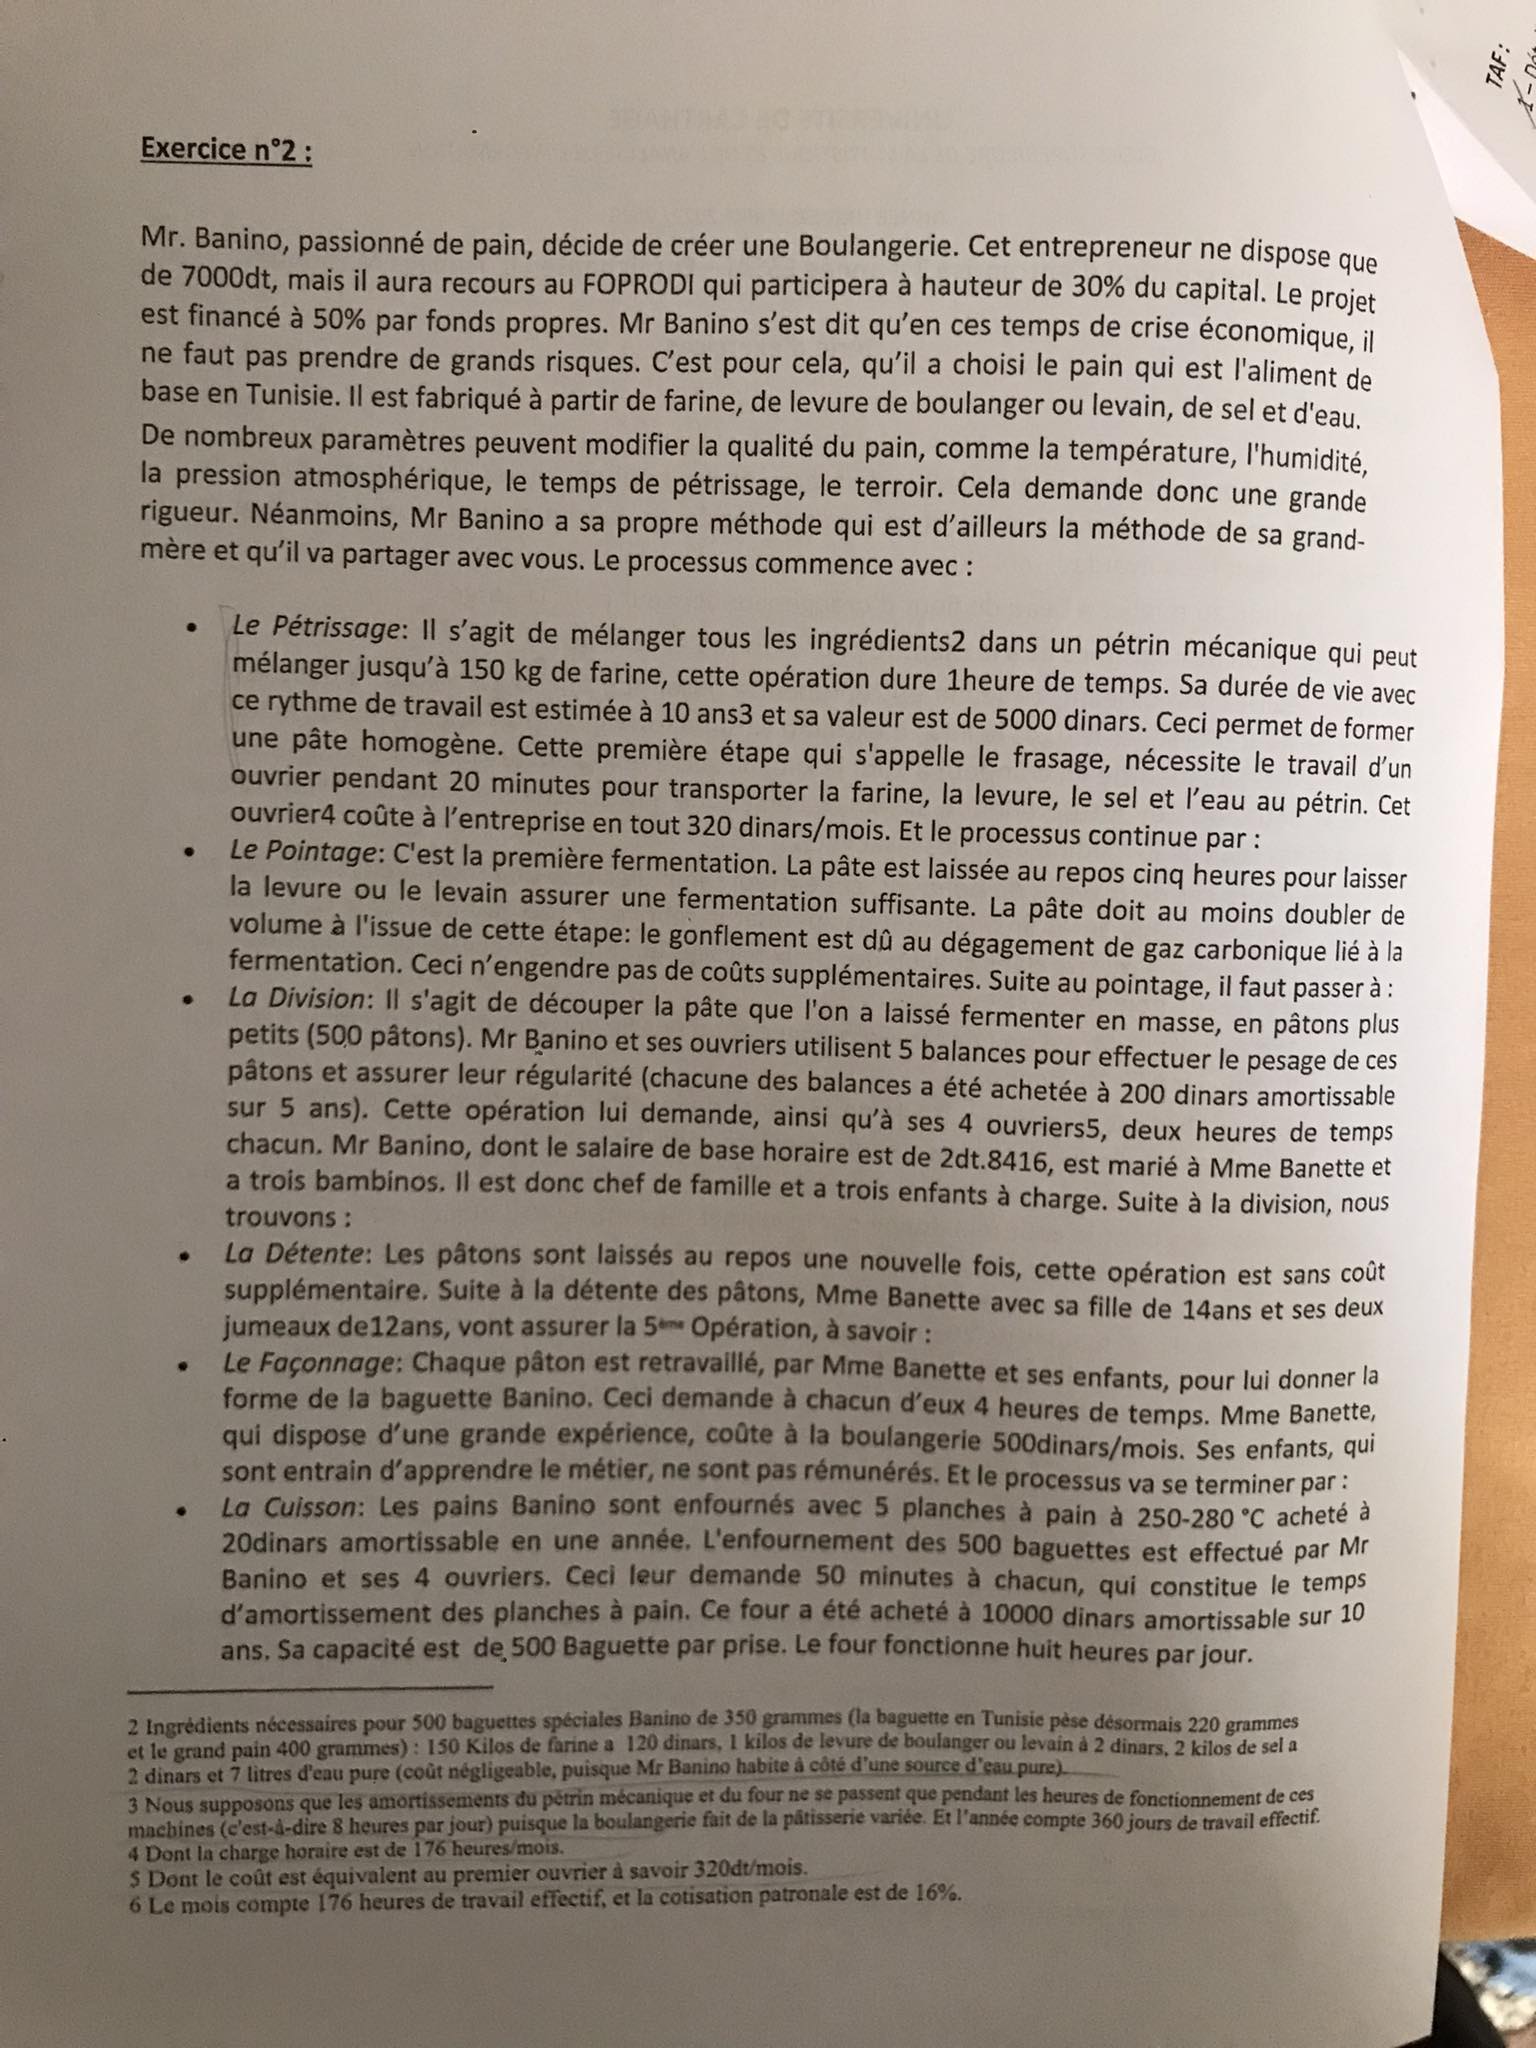 TAF:
Exercice n°2 :
Mr. Banino, passionné de pain, décide de créer une Boulangerie. Cet entrepreneur ne dispose que
de 7000dt, mais il aura recours au FOPRODI qui participera à hauteur de 30% du capital. Le projet
est financé à 50% par fonds propres. Mr Banino s'est dit qu'en ces temps de crise économique, il
ne faut pas prendre de grands risques. C'est pour cela, qu'il a choisi le pain qui est l'aliment de
base en Tunisie. Il est fabriqué à partir de farine, de levure de boulanger ou levain, de sel et d'eau.
De nombreux paramètres peuvent modifier la qualité du pain, comme la température, l'humidité,
la pression atmosphérique, le temps de pétrissage, le terroir. Cela demande donc une grande
rigueur. Néanmoins, Mr Banino a sa propre méthode qui est d'ailleurs la méthode de sa grand-
mère et qu'il va partager avec vous. Le processus commence avec :
• Le Pétrissage: Il s'agit de mélanger tous les ingrédients2 dans un pétrin mécanique qui peut
mélanger jusqu'à 150 kg de farine, cette opération dure 1heure de temps. Sa durée de vie avec
ce rythme de travail est estimée à 10 ans3 et sa valeur est de 5000 dinars. Ceci permet de former
une pâte homogène. Cette première étape qui s'appelle le frasage, nécessite le travail d'un
ouvrier pendant 20 minutes pour transporter la farine, la levure, le sel et l'eau au pétrin. Cet
ouvrier4 coûte à l'entreprise en tout 320 dinars/mois. Et le processus continue par :
• Le Pointage: C'est la première fermentation. La pâte est laissée au repos cinq heures pour laisser
la levure ou le levain assurer une fermentation suffisante. La pâte doit au moins doubler de
volume à l'issue de cette étape: le gonflement est dû au dégagement de gaz carbonique lié à la
fermentation. Ceci n'engendre pas de coûts supplémentaires. Suite au pointage, il faut passer à :
• La Division: Il s'agit de découper la pâte que l'on a laissé fermenter en masse, en pâtons plus
petits (500 pâtons). Mr Banino et ses ouvriers utilisent 5 balances pour effectuer le pesage de ces
pâtons et assurer leur régularité (chacune des balances a été achetée à 200 dinars amortissable
sur 5 ans). Cette opération lui demande, ainsi qu'à ses 4 ouvriers5, deux heures de temps
chacun. Mr Banino, dont le salaire de base horaire est de 2dt.8416, est marié à Mme Banette et
a trois bambinos. Il est donc chef de famille et a trois enfants à charge. Suite à la division, nous
trouvons :
• La Détente: Les pâtons sont laissés au repos une nouvelle fois, cette opération est sans coût
supplémentaire. Suite à la détente des pâtons, Mme Banette avec sa fille de 14ans et ses deux
jumeaux de12ans, vont assurer la 5ème Opération, à savoir :
• Le Façonnage: Chaque pâton est retravaillé, par Mme Banette et ses enfants, pour lui donner la
forme de la baguette Banino. Ceci demande à chacun d'eux 4 heures de temps. Mme Banette,
qui dispose d'une grande expérience, coûte à la boulangerie 500dinars/mois. Ses enfants, qui
sont entrain d'apprendre le métier, ne sont pas rémunérés. Et le processus va se terminer par :
• La Cuisson: Les pains Banino sont enfournés avec 5 planches à pain à 250-280 °C acheté à
20dinars amortissable en une année. L'enfournement des 500 baguettes est effectué par Mr
Banino et ses 4 ouvriers. Ceci leur demande 50 minutes à chacun, qui constitue le temps
d'amortissement des planches à pain. Ce four a été acheté à 10000 dinars amortissable sur 10
ans. Sa capacité est de 500 Baguette par prise. Le four fonctionne huit heures par jour.
2 Ingrédients nécessaires pour 500 baguettes spéciales Banino de 350 grammes (la baguette en Tunisie pèse désormais 220 grammes
et le grand pain 400 grammes) : 150 Kilos de farine a 120 dinars, 1 kilos de levure de boulanger ou levain à 2 dinars, 2 kilos de sel a
2 dinars et 7 litres d'eau pure (coût négligeable, puisque Mr Banino habite à côté d'une source d'eau pure).
3 Nous supposons que les amortissements du pétrin mécanique et du four ne se passent que pendant les heures de fonctionnement de ces
machines (c'est-à-dire 8 heures par jour) puisque la boulangerie fait de la pâtisserie variée. Et l'année compte 360 jours de travail effectif.
4 Dont la charge horaire est de 176 heures/mois.
5 Dont le coût est équivalent au premier ouvrier à savoir 320dt/mois.
6 Le mois compte 176 heures de travail effectif, et la cotisation patronale est de 16%.